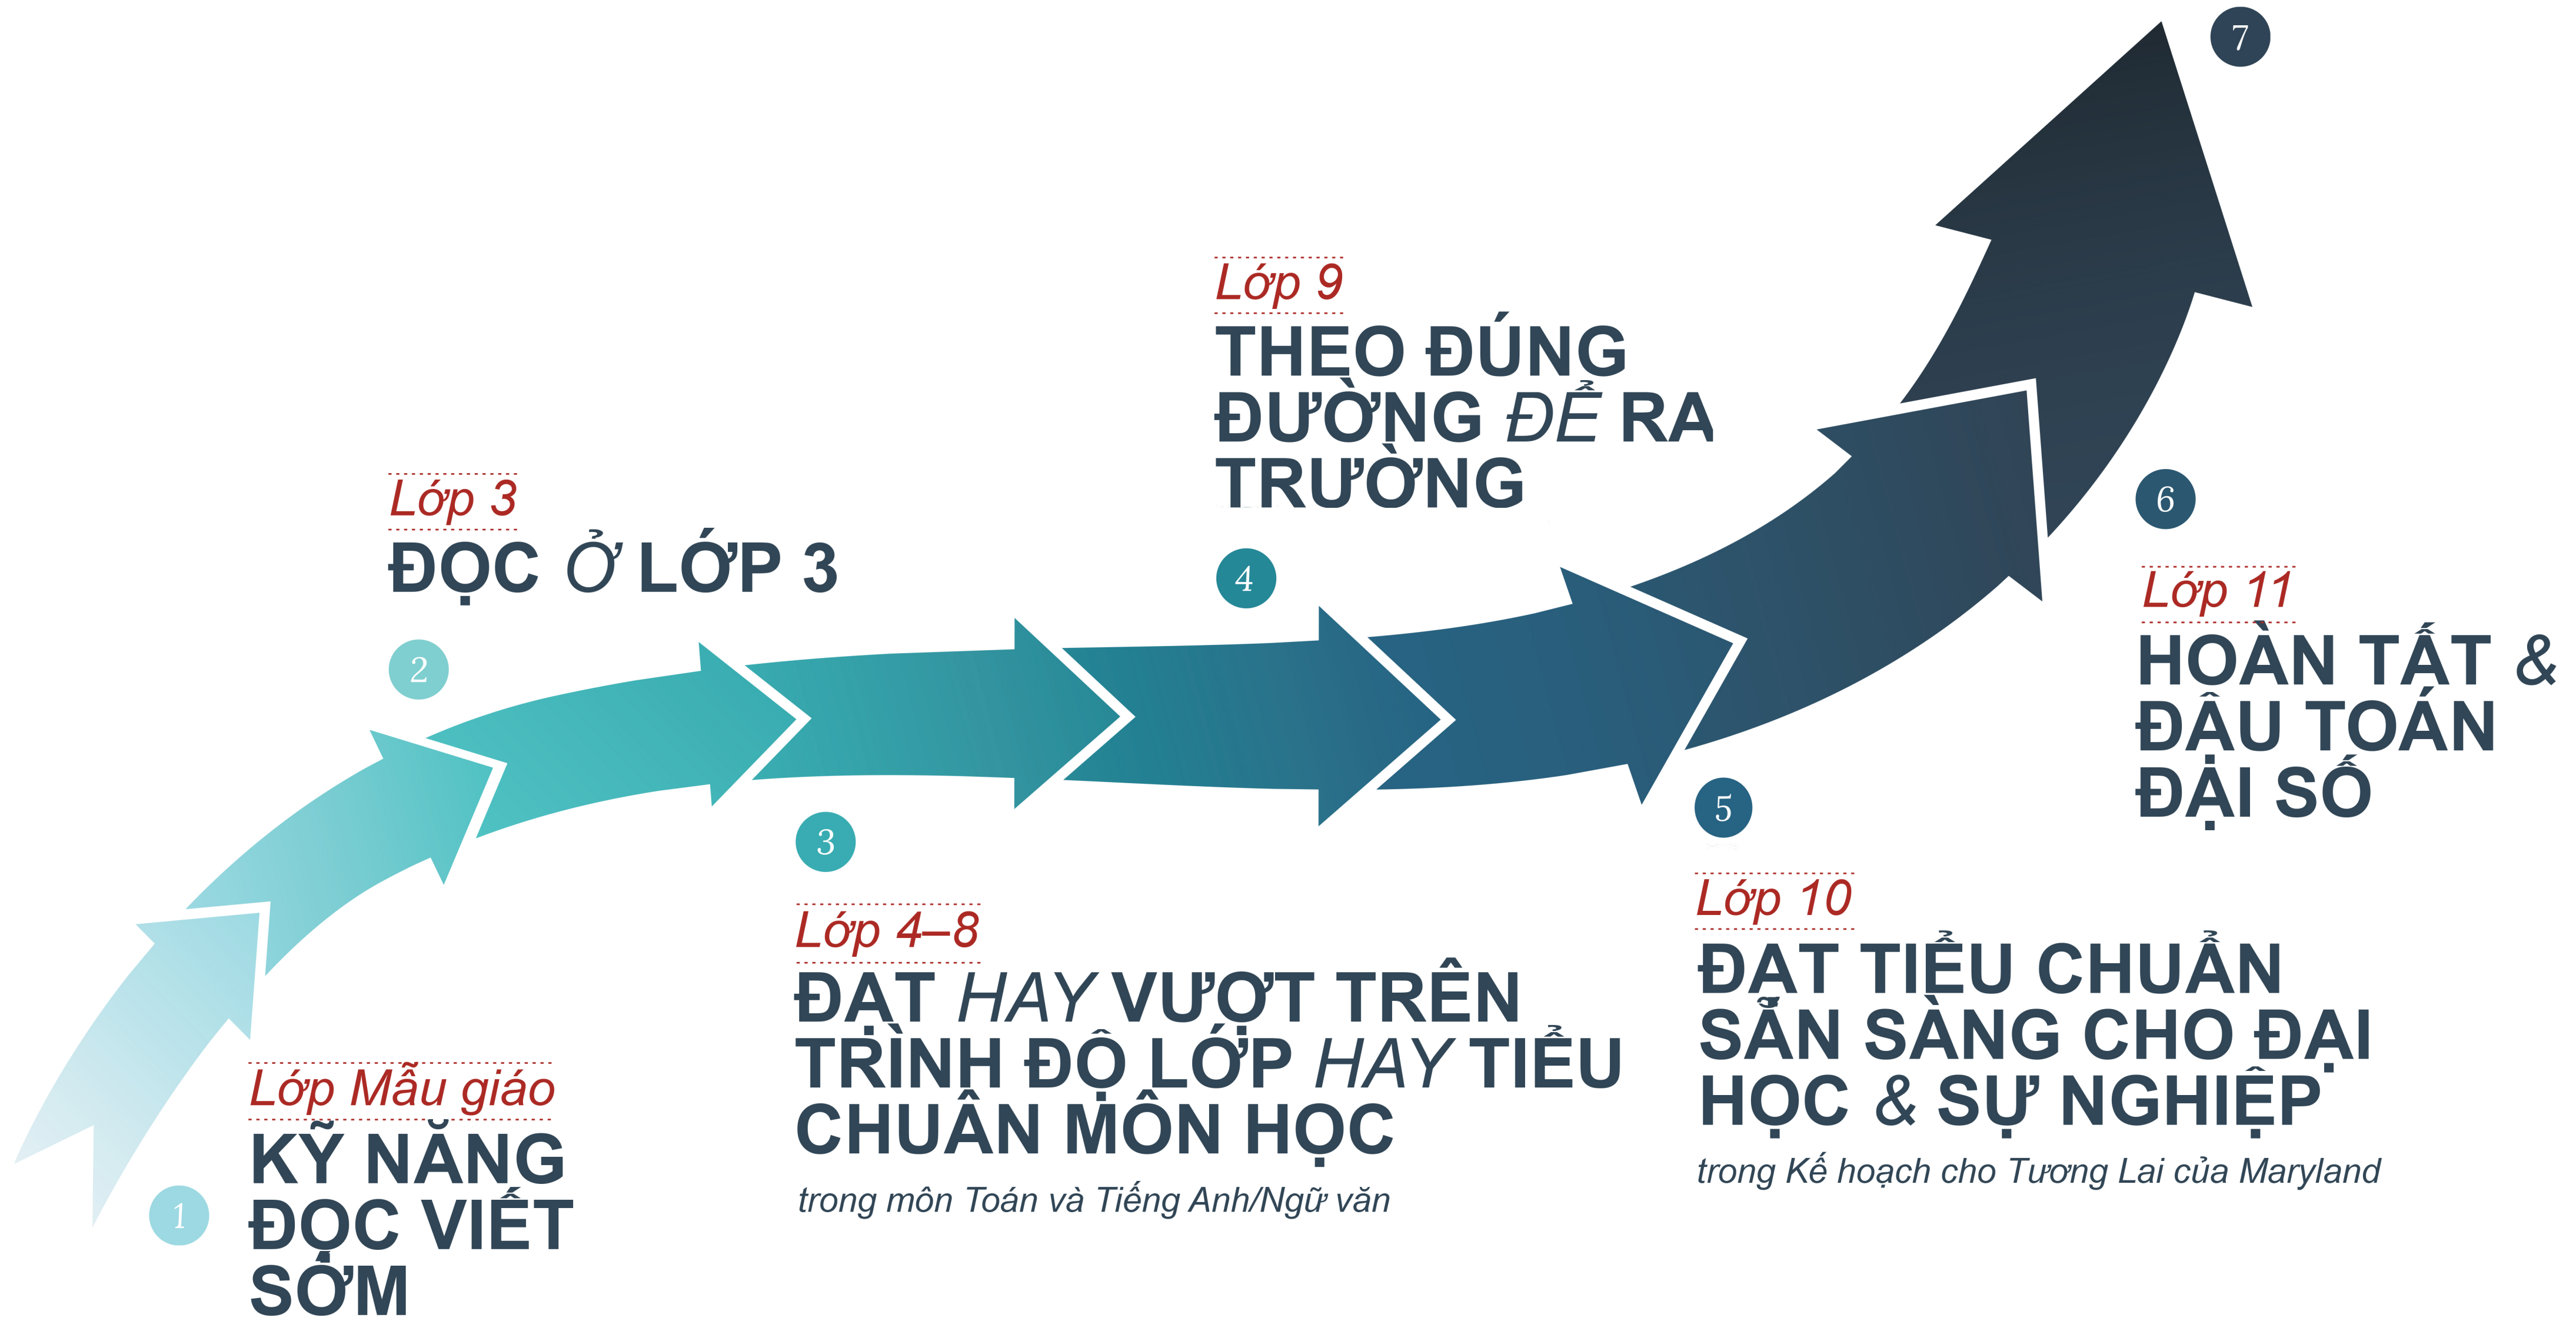 1
Lớp Mẫu giáo
KỸ NĂNG
ĐỌC VIẾT
SỚM
2
Lớp 3
ĐỌC Ở LỚP 3
3
Lớp 4–8
ĐẠT HAY VƯỢT TRÊN
TRÌNH ĐỘ LỚP HAY TIỂU
CHUẨN MÔN HỌC
trong môn Toán và Tiếng Anh/Ngữ văn
4
Lớp 9
THEO ĐÚNG
ĐƯỜNG ĐỂ RA
TRƯỜNG
5
Lớp 10
ĐẠT TIỂU CHUẨN
SẴN SÀNG CHO ĐẠI
HỌC & SỰ NGHIỆP
trong Kế hoạch cho Tương Lai của Maryland
6
Lớp 11
HOÀN TẤT &
ĐẬU TOÁN
ĐẠI SỐ
7